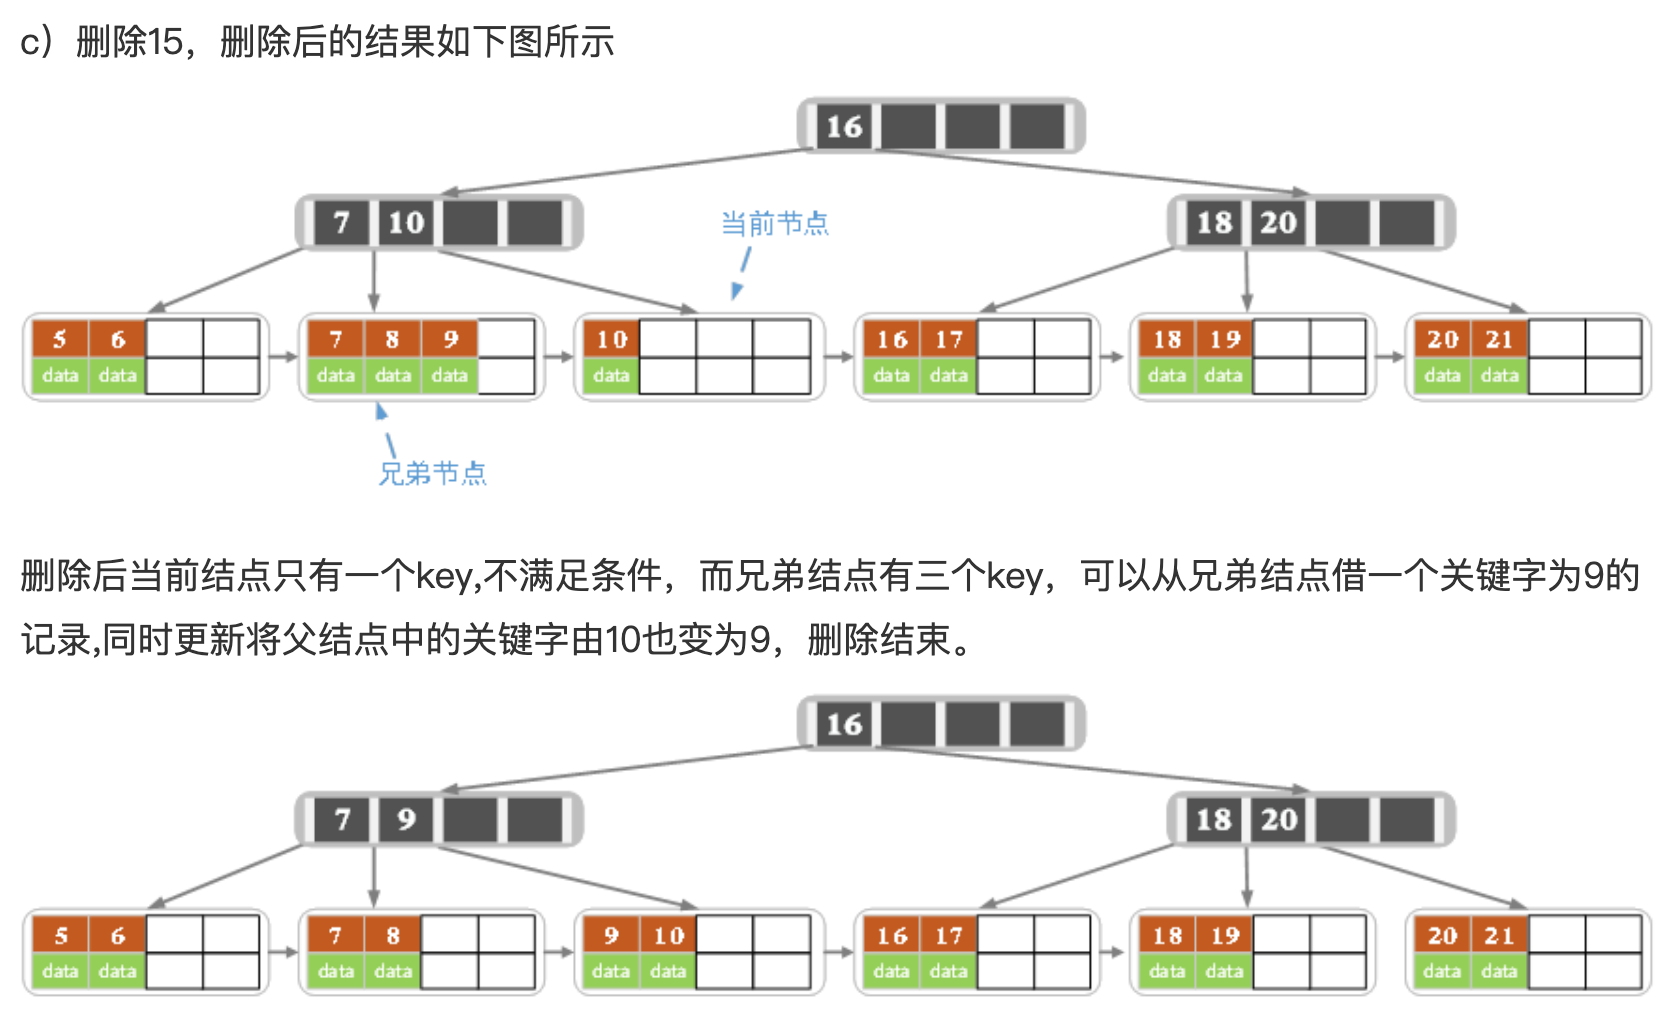 c）删除15，删除后的结果如下图所示
16
7 10
当前节点
18 20
5 6
7 8 9
10
16 17
18 19
20 21
data data
data data data
data
data data
data data
data data
兄弟节点
删除后当前结点只有一个key,不满足条件，而兄弟结点有三个key，可以从兄弟结点借一个关键字为9的
记录,同时更新将父结点中的关键字由10也变为9，删除结束。
16
7 9
18 20
5 6
7 8
9 10
16 17
18 19
20 21
data data
data data
data data
data data
data data
data data